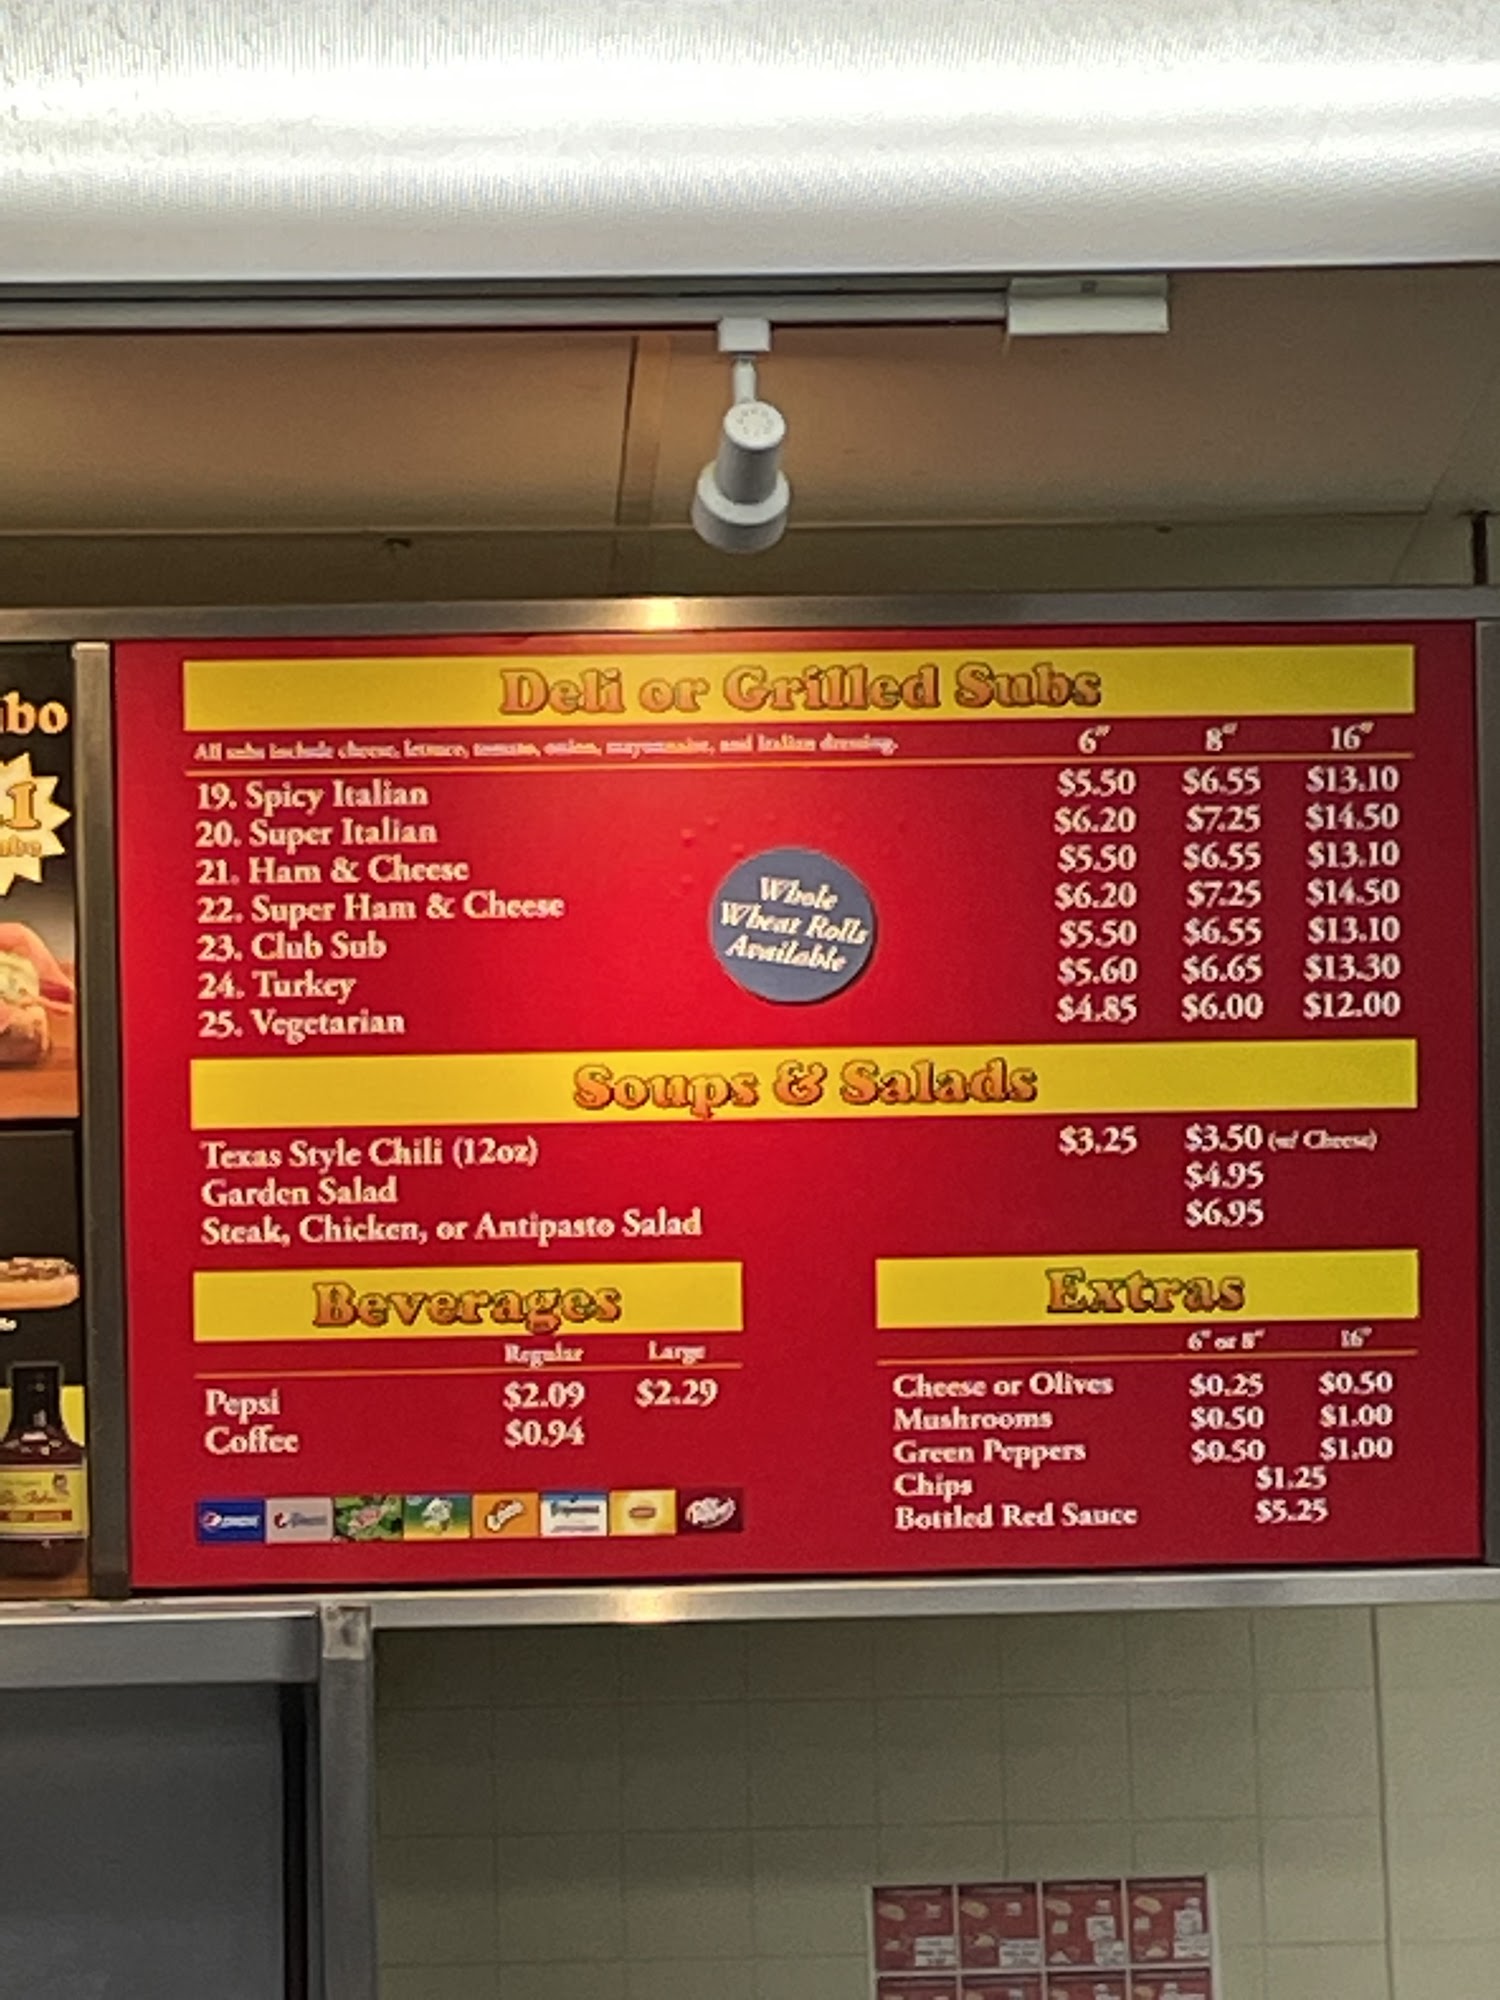 bo
1
Deli or Grilled Subs
All subs include cheese, lettuce, tomato, onion, mayonnaise, and Italian dressing. 6" 8" 16"
19. Spicy Italian $5.50 $6.55 $13.10
20. Super Italian $6.20 $7.25 $14.50
21. Ham & Cheese $5.50 $6.55 $13.10
22. Super Ham & Cheese $6.20 $7.25 $14.50
23. Club Sub $5.50 $6.55 $13.10
24. Turkey $5.60 $6.65 $13.30
25. Vegetarian $4.85 $6.00 $12.00
Whole
Wheat Rolls
Available
Soups & Salads
Texas Style Chili (12oz) $3.25 $3.50 (w/ Cheese)
Garden Salad $4.95
Steak, Chicken, or Antipasto Salad $6.95
Beverages
Regular Large
Pepsi $2.09 $2.29
Coffee $0.94
Extras
6" or 8" 16"
Cheese or Olives $0.25 $0.50
Mushrooms $0.50 $1.00
Green Peppers $0.50 $1.00
Chips $1.25
Bottled Red Sauce $5.25